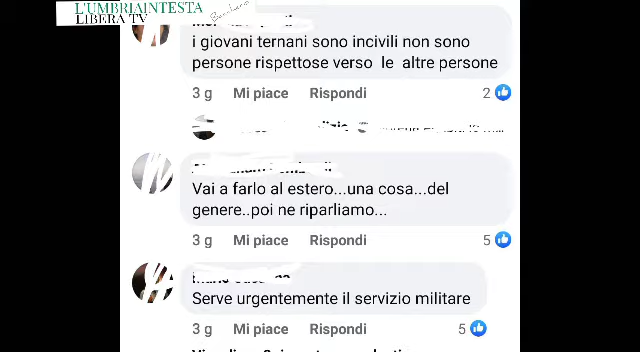 L'UMBRIAINTESTA
LIBERA TV
i giovani ternani sono incivili non sono
persone rispettose verso le altre persone
3 g Mi piace Rispondi 2
Vai a farlo al estero...una cosa...del
genere..poi ne riparliamo...
3 g Mi piace Rispondi 5
Serve urgentemente il servizio militare
3 g Mi piace Rispondi 5